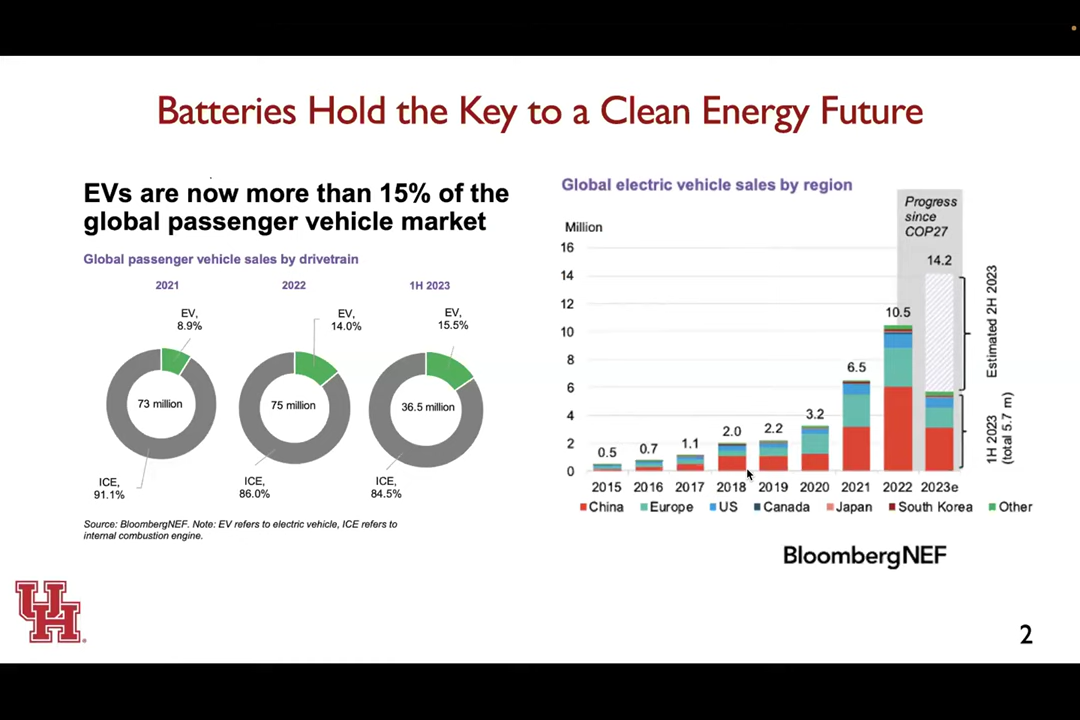 Batteries Hold the Key to a Clean Energy Future
EVs are now more than 15% of the
global passenger vehicle market
Global passenger vehicle sales by drivetrain
2021
2022
1H 2023
EV,
8.9%
EV,
14.0%
EV,
15.5%
73 million
75 million
36.5 million
ICE,
91.1%
ICE,
86.0%
ICE,
84.5%
Source: BloombergNEF. Note: EV refers to electric vehicle, ICE refers to
internal combustion engine.
Global electric vehicle sales by region
Million
Progress
since
COP27
16
14
12
10
8
6
4
2
0
0.5
0.7
1.1
2.0
2.2
3.2
6.5
10.5
14.2
Estimated 2H 2023
1H 2023
(total 5.7 m)
2015 2016 2017 2018 2019 2020 2021 2022 2023e
China Europe US Canada Japan South Korea Other
BloombergNEF
UH
2